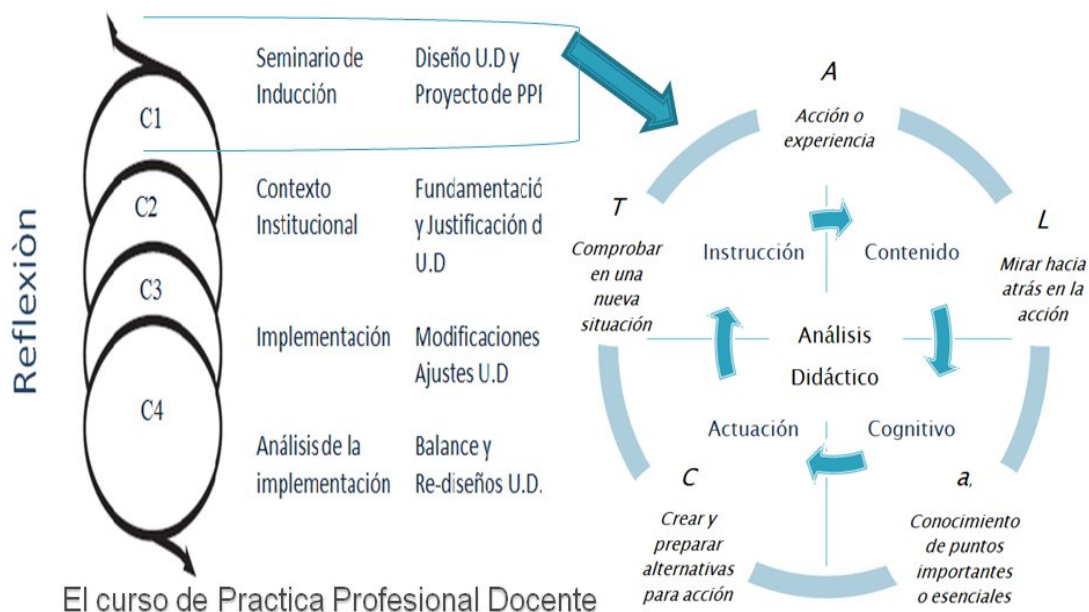 Reflexiòn
C1
C2
C3
C4
Seminario de
Inducción
Diseño U.D y
Proyecto de PPI
Contexto
Institucional
Fundamentació
y Justificación d
U.D
Implementación
Modificaciones
Ajustes U.D
Análisis de la
implementación
Balance y
Re-diseños U.D.
El curso de Practica Profesional Docente
A
Acción o
experiencia
L
Mirar hacia
atrás en la
acción
a,
Conocimiento
de puntos
importantes
o esenciales
C
Crear y
preparar
alternativas
para acción
T
Comprobar
en una
nueva
situación
Instrucción
Contenido
Análisis
Didáctico
Actuación
Cognitivo